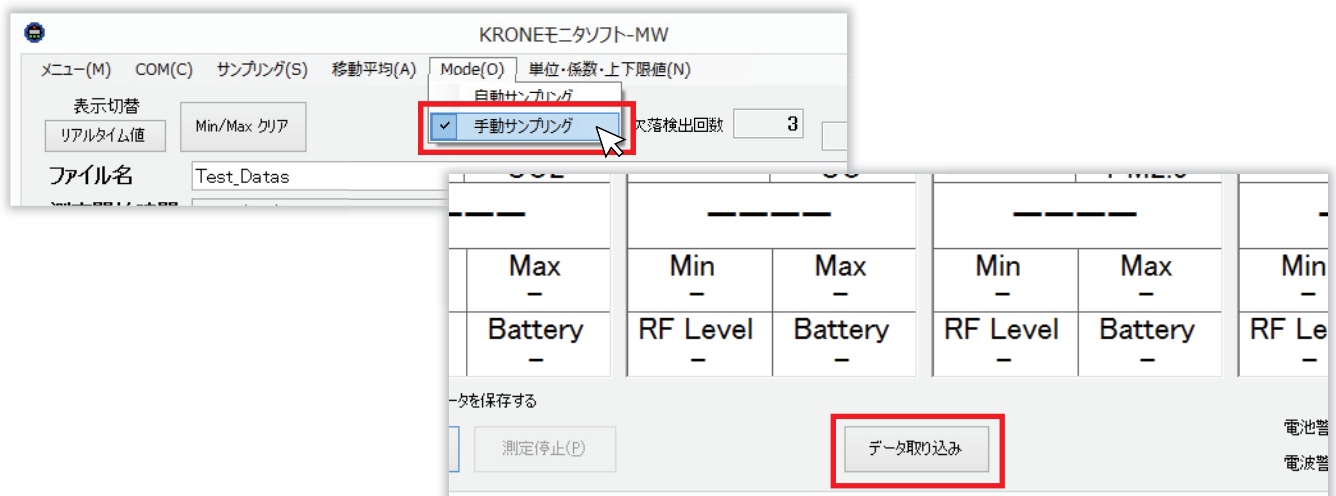 KRONEモニタソフト-MW
メニュー(M) COM(C) サンプリング(S) 移動平均(A) Mode(O) 単位・係数・上下限値(N)
自動サンプリング
手動サンプリング
表示切替
リアルタイム値
Min/Max クリア
欠落検出回数 3
ファイル名 Test_Datas
---- ---- ----
Max Min Max Min Max Min
- - - - - -
Battery RF Level Battery RF Level Battery RF Le
- - - - - -
ータを保存する
測定停止(P)
データ取り込み
電池警
電波警